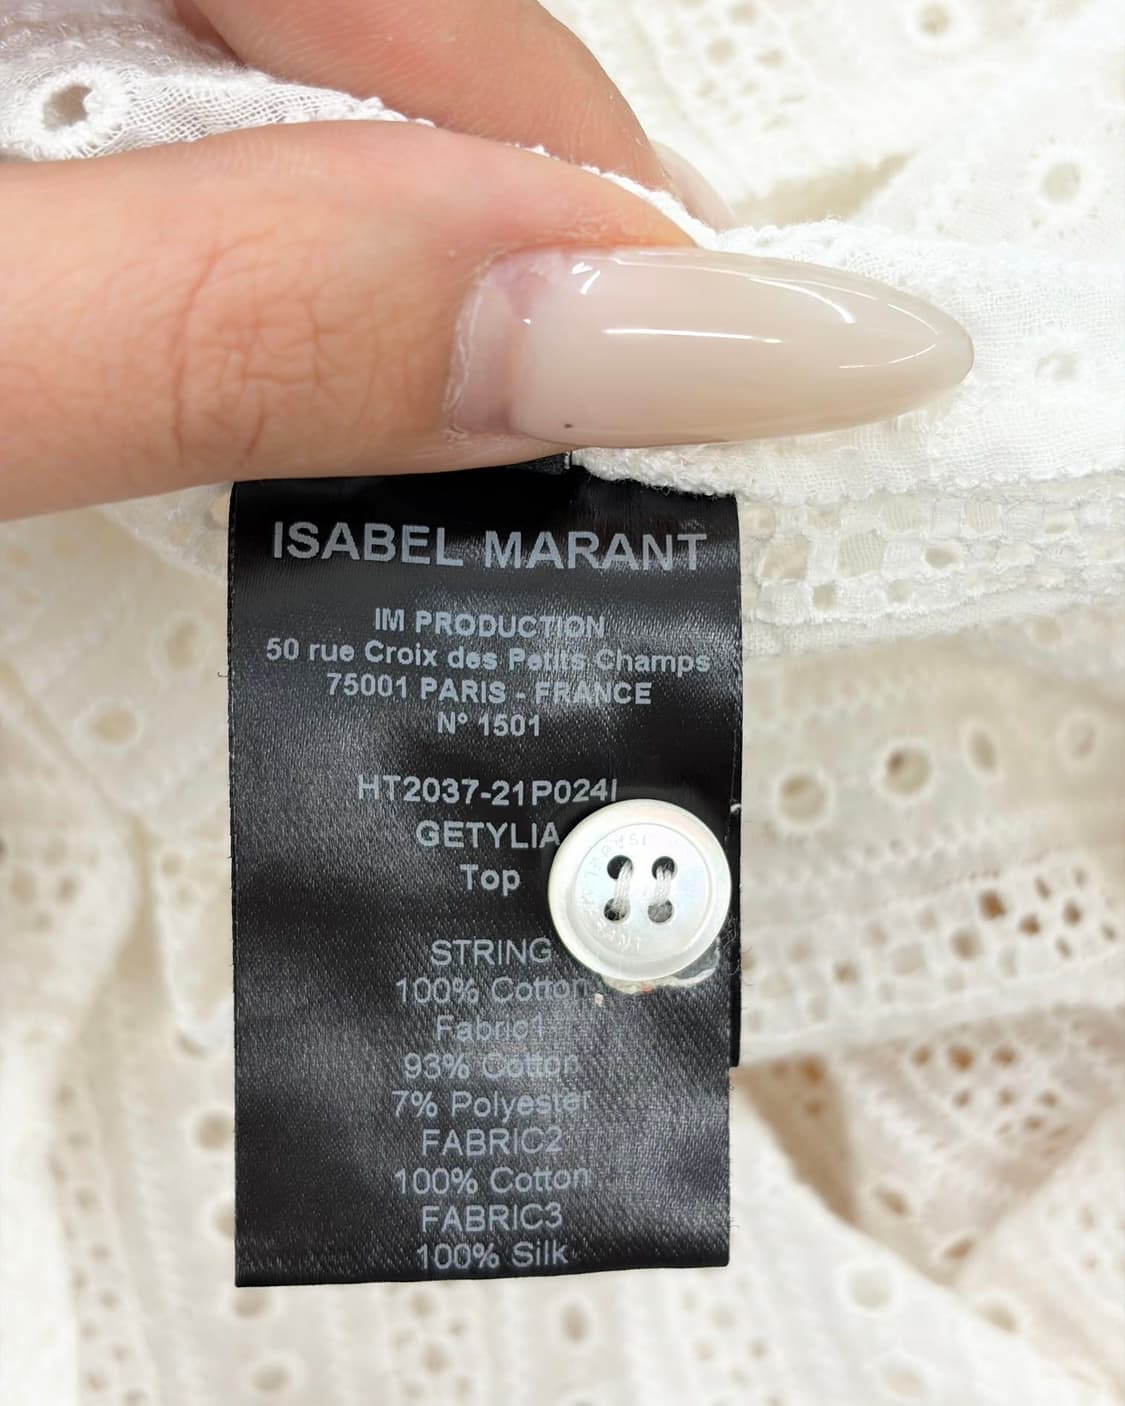 ISABEL MARANT
IM PRODUCTION
50 rue Croix des Petits Champs
75001 PARIS - FRANCE
N° 1501
HT2037-21P024I
GETYLIA
Top
STRING
100% Cotton
Fabric1
93% Cotton
7% Polyester
FABRIC2
100% Cotton
FABRIC3
100% Silk